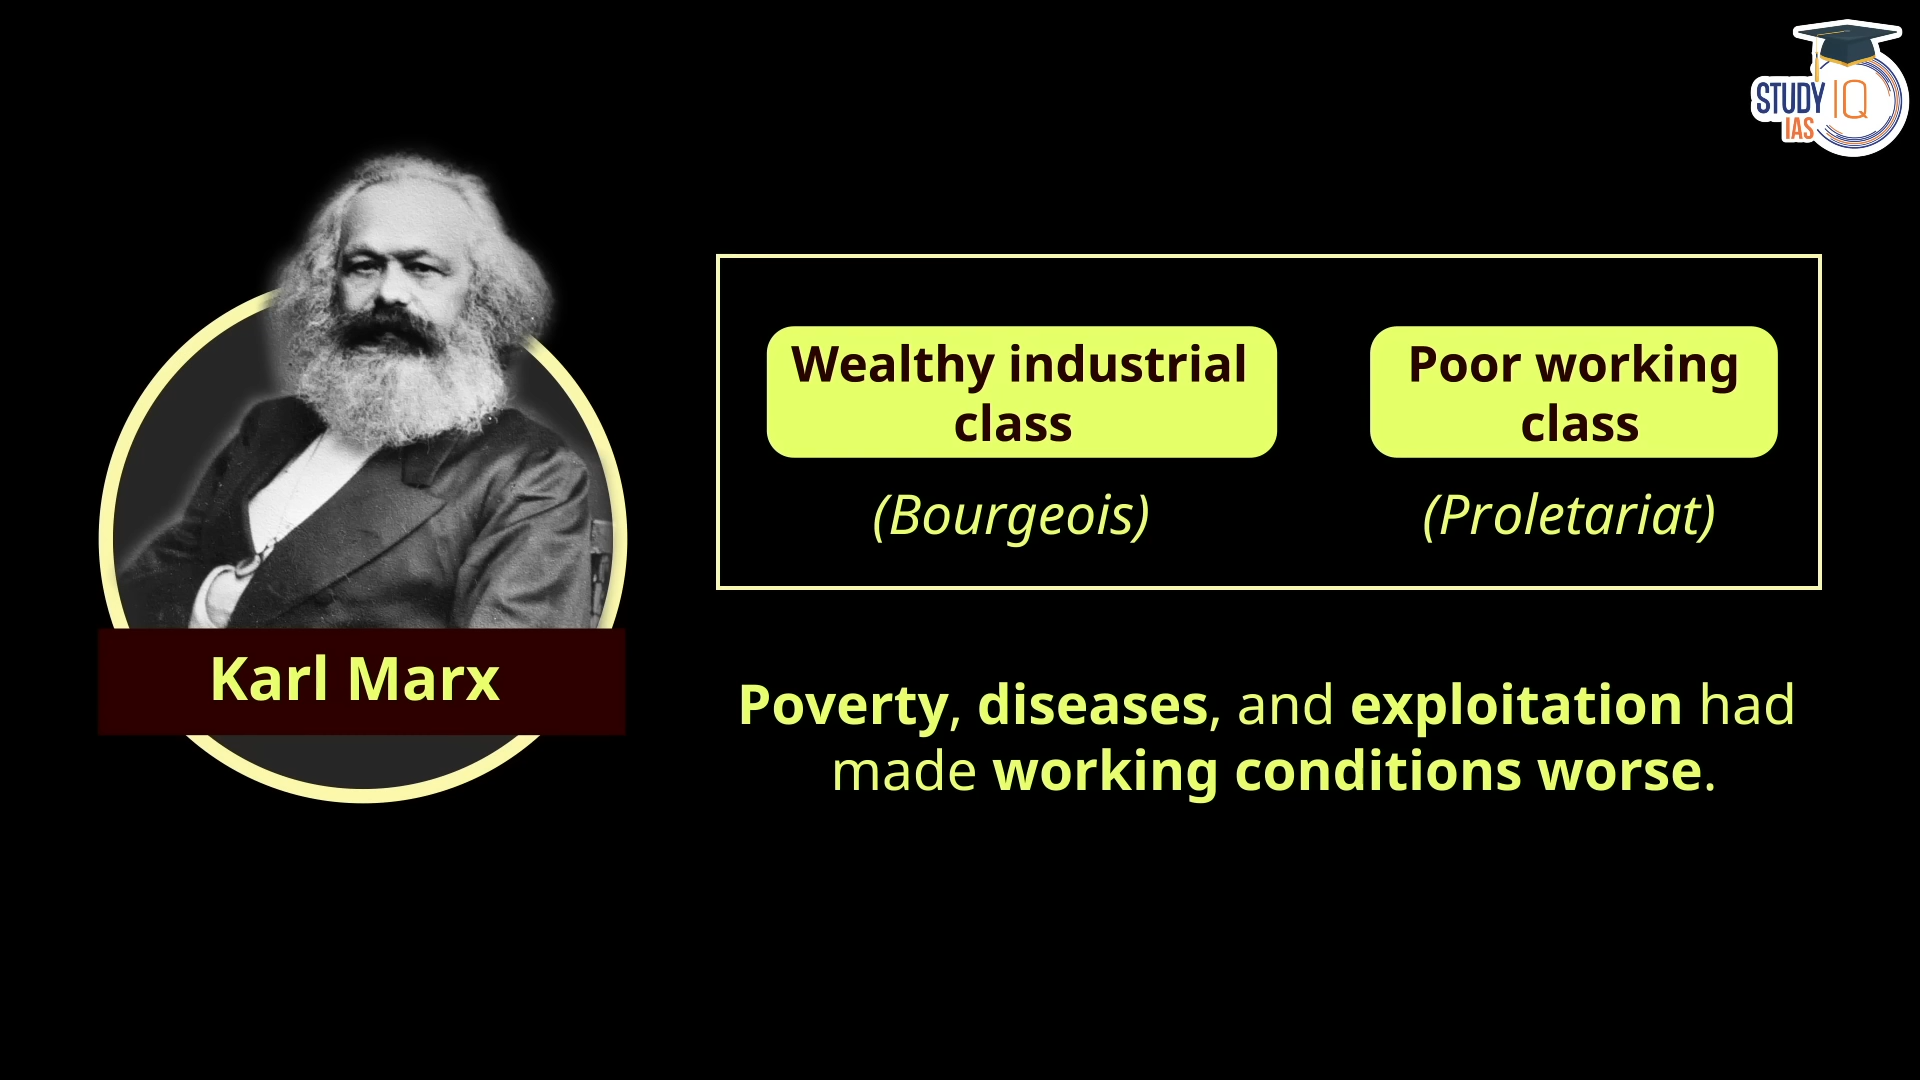 STUDY IQ
IAS
Wealthy industrial
class
Poor working
class
(Bourgeois)
(Proletariat)
Karl Marx
Poverty, diseases, and exploitation had
made working conditions worse.